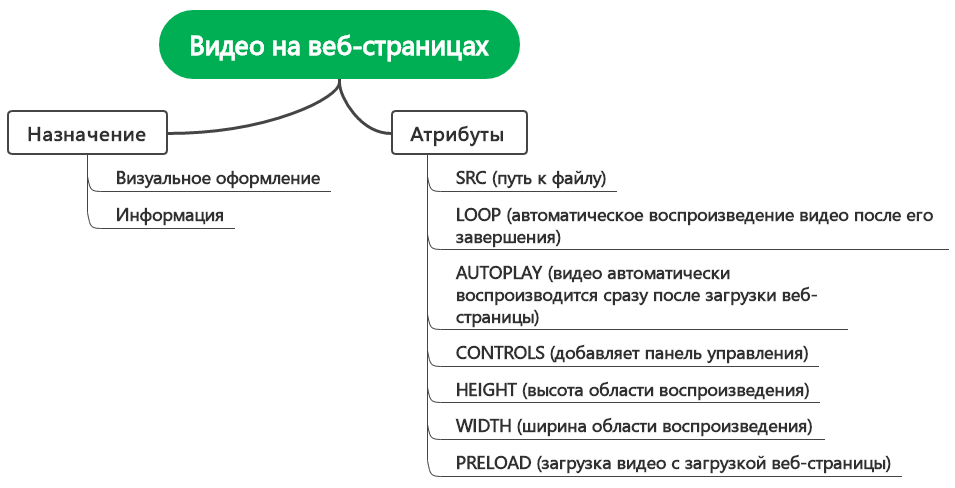 Видео на веб-страницах
Назначение
Визуальное оформление
Информация
Атрибуты
SRC (путь к файлу)
LOOP (автоматическое воспроизведение видео после его
завершения)
AUTOPLAY (видео автоматически
воспроизводится сразу после загрузки веб-
страницы)
CONTROLS (добавляет панель управления)
HEIGHT (высота области воспроизведения)
WIDTH (ширина области воспроизведения)
PRELOAD (загрузка видео с загрузкой веб-страницы)